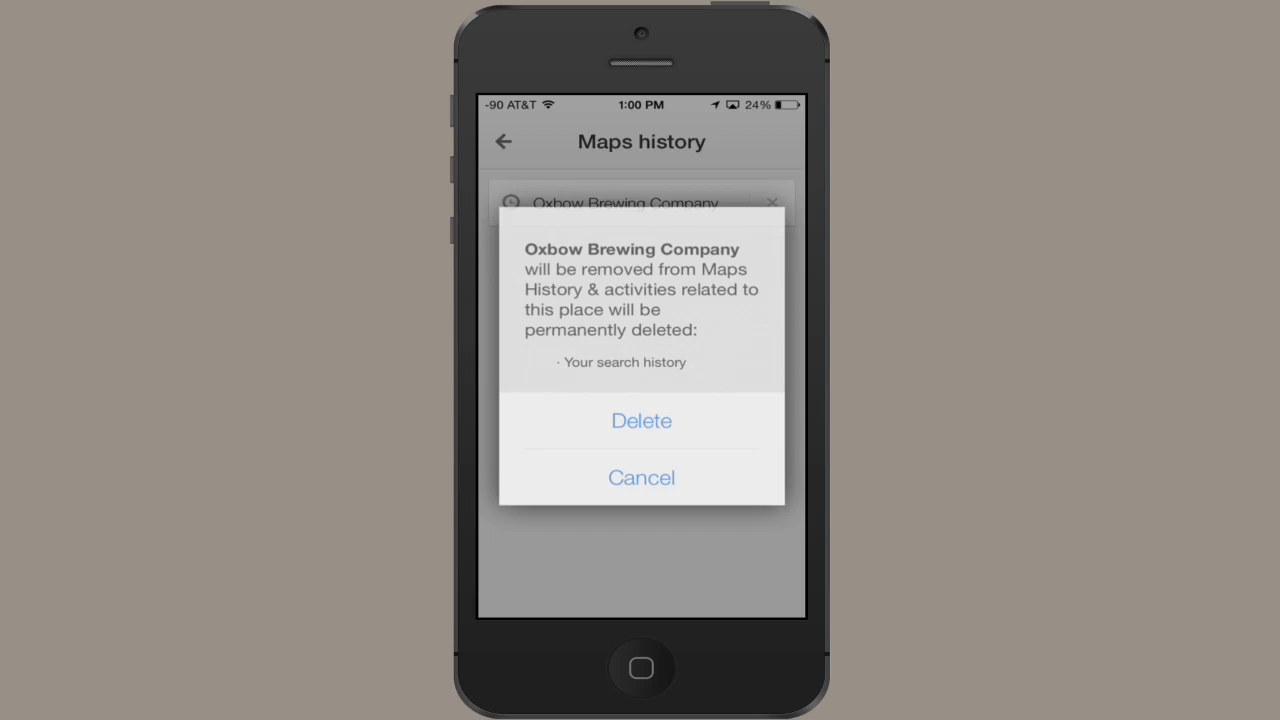 -90 AT&T 1:00 PM 24%
Maps history
Oxbow Brewing Company
Oxbow Brewing Company
will be removed from Maps
History & activities related to
this place will be
permanently deleted:
· Your search history
Delete
Cancel